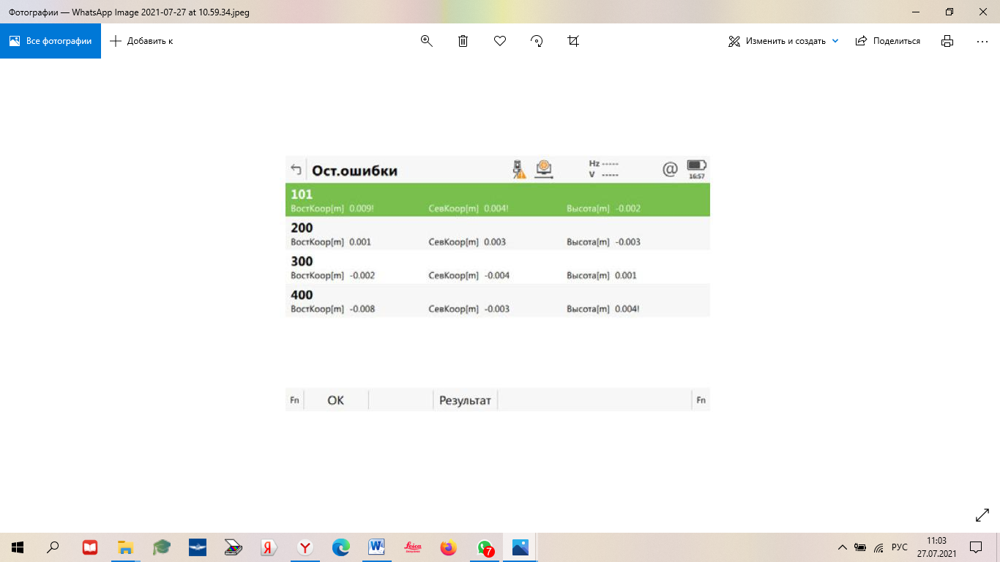 Фотографии — WhatsApp Image 2021-07-27 at 10.59.34.jpeg
Все фотографии
Добавить к
Изменить и создать
Поделиться
Ост.ошибки
Hz -----
V -----
@
16:57
101
ВостКоор[m] 0.009! СевКоор[m] 0.004! Высота[m] -0.002
200
ВостКоор[m] 0.001 СевКоор[m] 0.003 Высота[m] -0.003
300
ВостКоор[m] -0.002 СевКоор[m] -0.004 Высота[m] 0.001
400
ВостКоор[m] -0.008 СевКоор[m] -0.003 Высота[m] 0.004!
Fn OK Результат Fn
Я
Y
W
Leica
7
РУС
11:03
27.07.2021